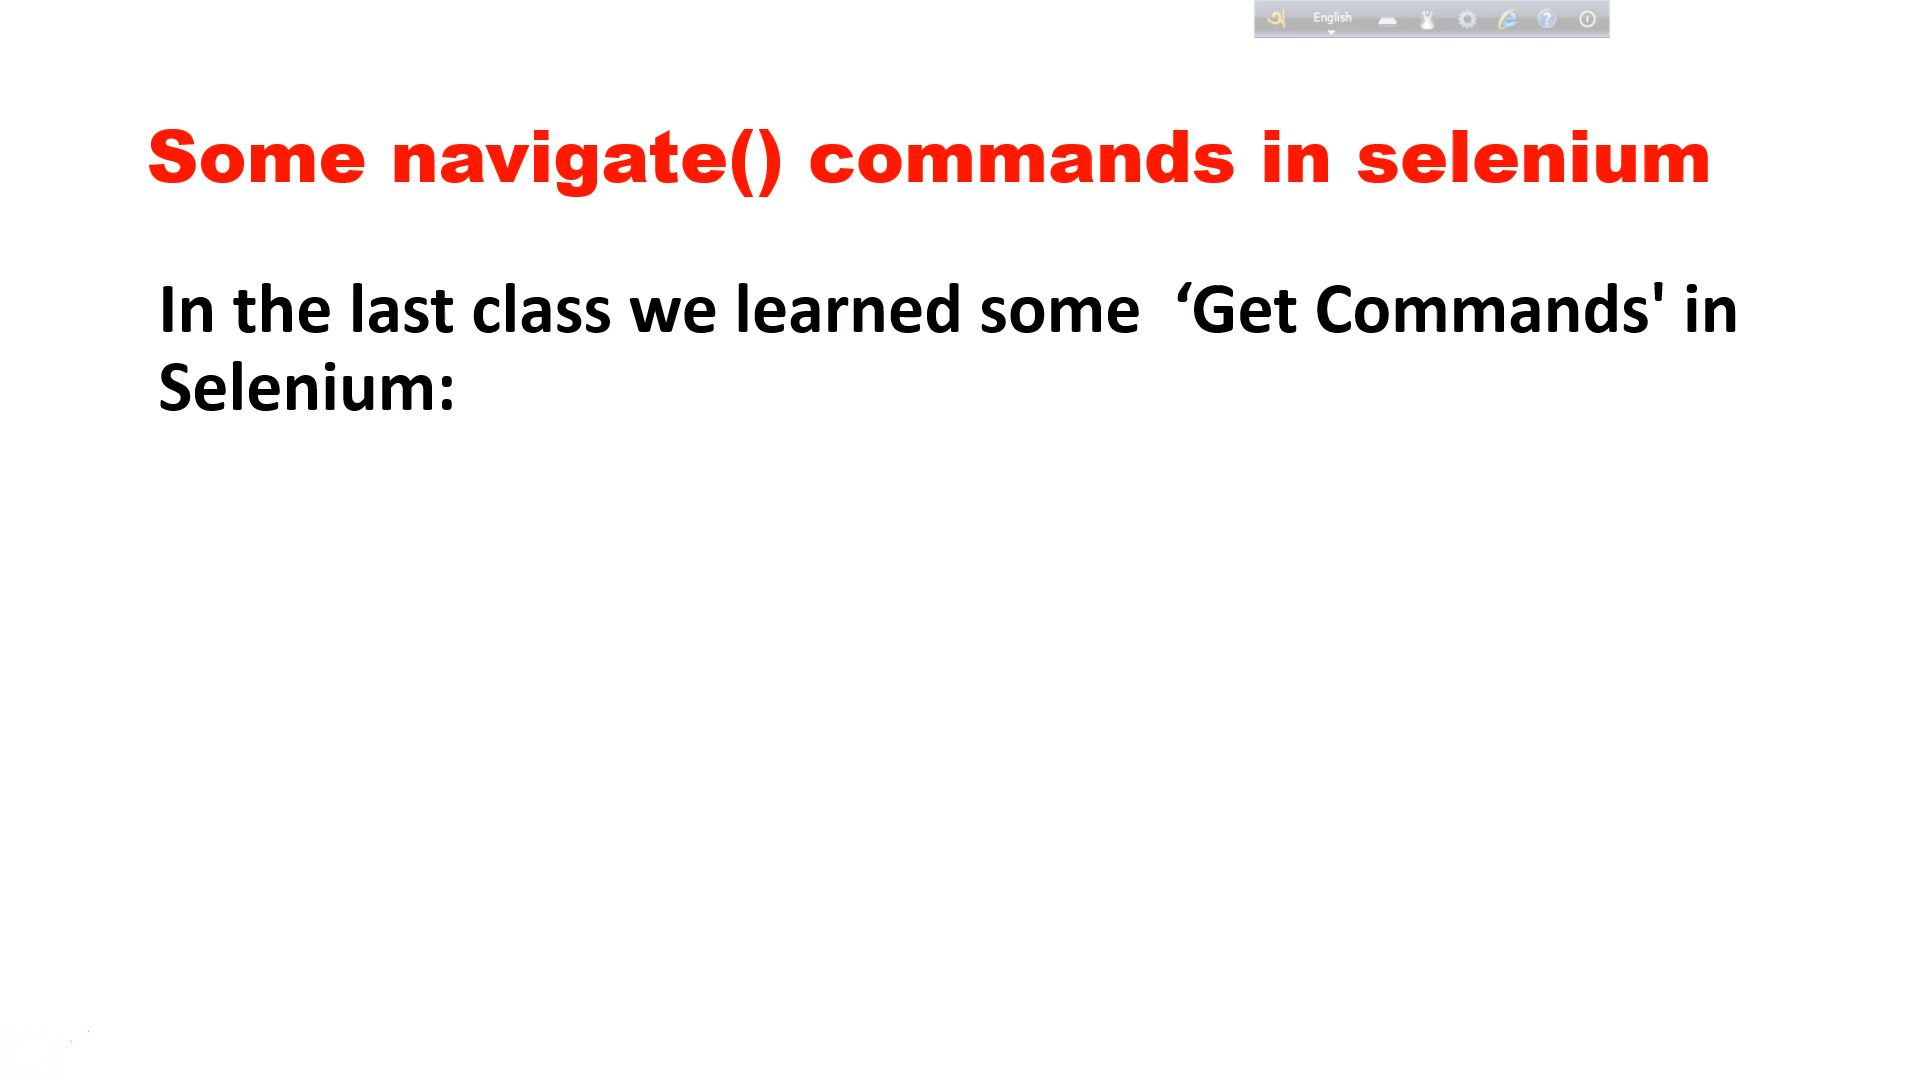 অ English
Some navigate() commands in selenium
In the last class we learned some  ‘Get Commands' in
Selenium: